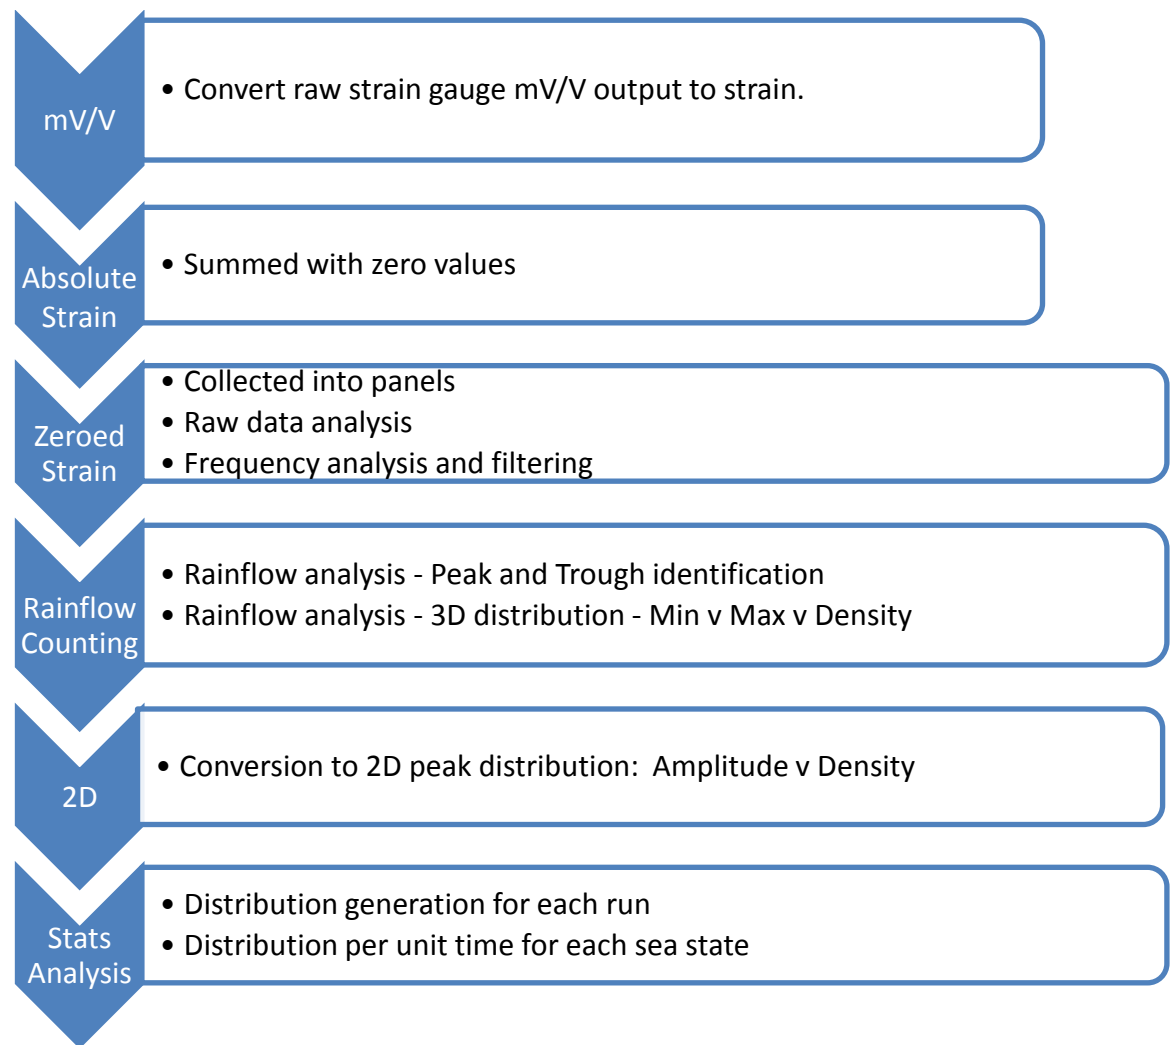 mV/V
• Convert raw strain gauge mV/V output to strain.
Absolute
Strain
• Summed with zero values
Zeroed
Strain
• Collected into panels
• Raw data analysis
• Frequency analysis and filtering
Rainflow
Counting
• Rainflow analysis - Peak and Trough identification
• Rainflow analysis - 3D distribution - Min v Max v Density
2D
• Conversion to 2D peak distribution:  Amplitude v Density
Stats
Analysis
• Distribution generation for each run
• Distribution per unit time for each sea state